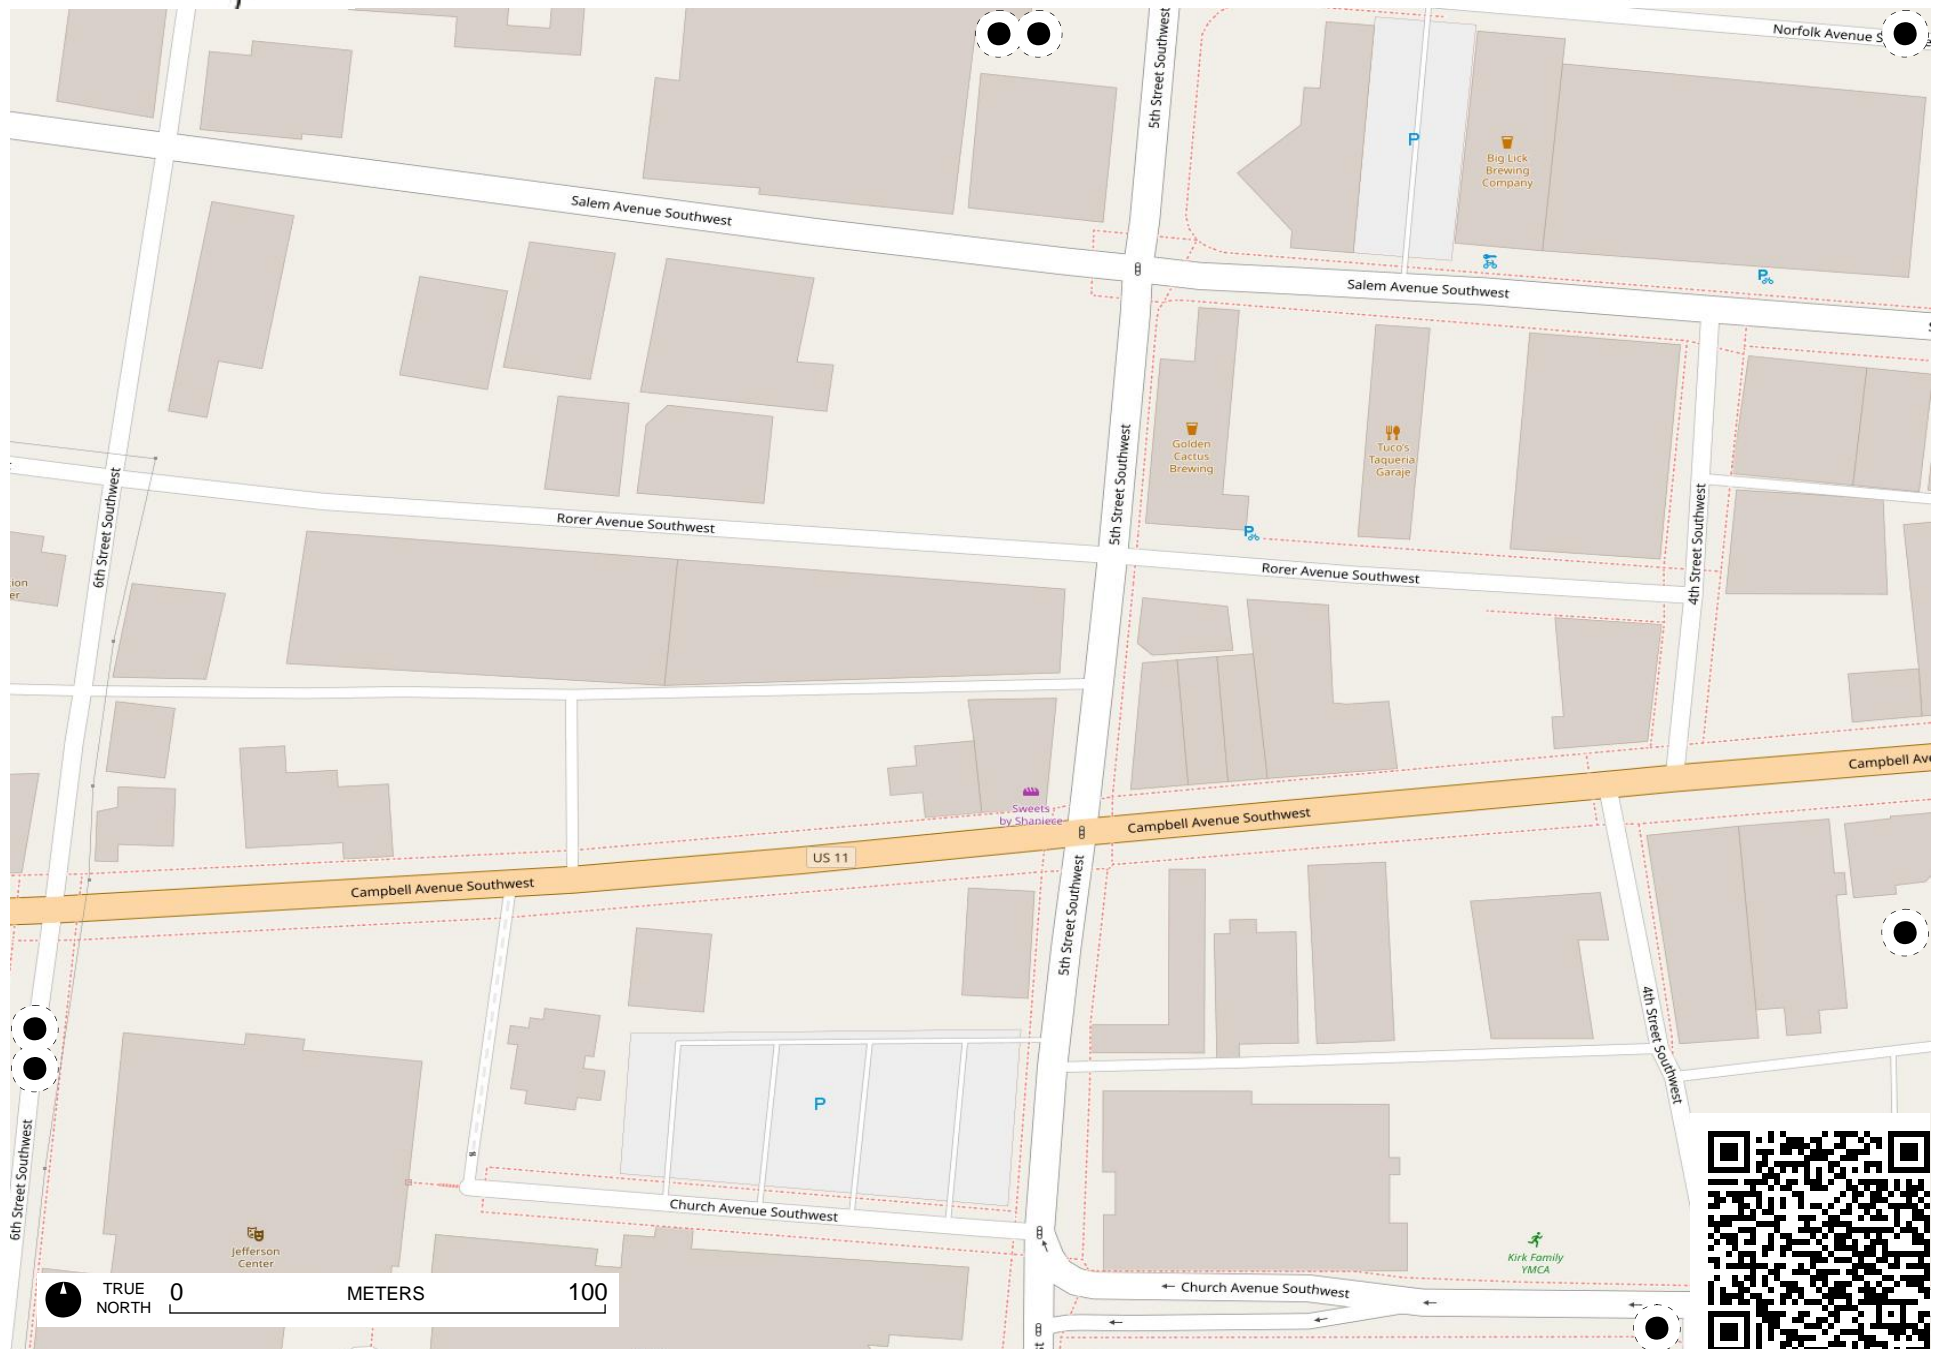 5th Street Southwest
Norfolk Avenue S
P
Big Lick
Brewing
Company
Salem Avenue Southwest
P
Salem Avenue Southwest
5th Street Southwest
Golden
Cactus
Brewing
Tuco's
Taqueria
Garaje
6th Street Southwest
Rorer Avenue Southwest
P
Rorer Avenue Southwest
4th Street Southwest
ion
er
Sweets
by Shaniece
Campbell Ave
Campbell Avenue Southwest
US 11
Campbell Avenue Southwest
5th Street Southwest
4th Street Southwest
P
6th Street Southwest
Church Avenue Southwest
Jefferson
Center
Kirk Family
YMCA
Church Avenue Southwest
TRUE
NORTH
0 METERS 100